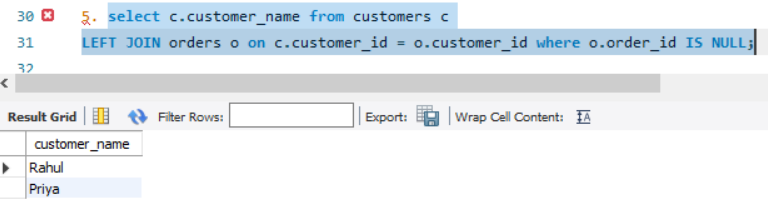 30 5. select c.customer_name from customers c
31 LEFT JOIN orders o on c.customer_id = o.customer_id where o.order_id IS NULL;
32
Result Grid Filter Rows: Export: Wrap Cell Content: IA
customer_name
Rahul
Priya